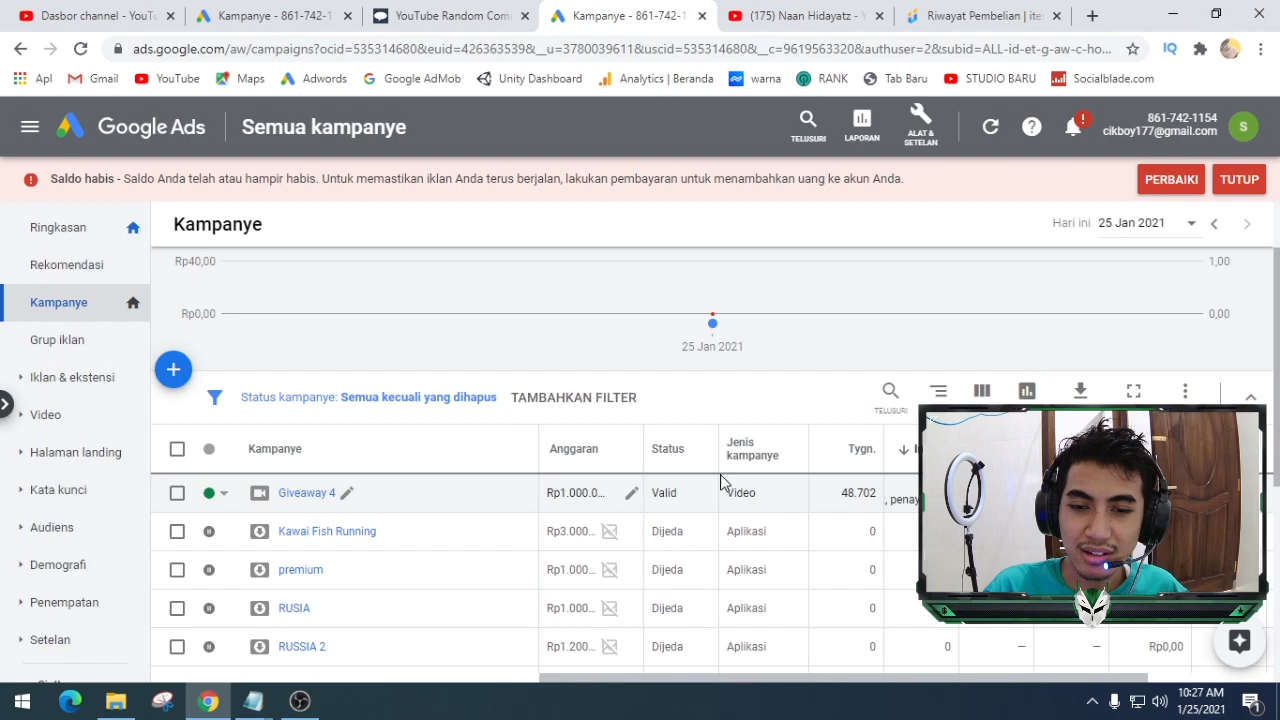 Dasbor channel - YouTu
Kampanye - 861-742-1
YouTube Random Com
Kampanye - 861-742-1
(175) Naan Hidayatz - Y
Riwayat Pembelian | ite
ads.google.com/aw/campaigns?ocid=535314680&euid=426363539&__u=3780039611&uscid=535314680&__c=9619563320&authuser=2&subid=ALL-id-et-g-aw-c-ho...
Apl
Gmail
YouTube
Maps
Adwords
Google AdMob
Unity Dashboard
Analytics | Beranda
warna
RANK
Tab Baru
STUDIO BARU
Socialblade.com
Google Ads
Semua kampanye
TELUSURI
LAPORAN
ALAT &
SETELAN
861-742-1154
cikboy177@gmail.com
S
Saldo habis - Saldo Anda telah atau hampir habis. Untuk memastikan iklan Anda terus berjalan, lakukan pembayaran untuk menambahkan uang ke akun Anda.
PERBAIKI
TUTUP
Ringkasan
Rekomendasi
Kampanye
Grup iklan
Iklan & ekstensi
Video
Halaman landing
Kata kunci
Audiens
Demografi
Penempatan
Setelan
Kampanye
Hari ini
25 Jan 2021
Rp40,00
1,00
Rp0,00
0,00
25 Jan 2021
Status kampanye: Semua kecuali yang dihapus
TAMBAHKAN FILTER
TELUSURI
Kampanye
Anggaran
Status
Jenis
kampanye
Tygn.
Giveaway 4
Rp1.000.0...
Valid
Video
48.702
, penay
Kawai Fish Running
Rp3.000...
Dijeda
Aplikasi
0
premium
Rp1.000...
Dijeda
Aplikasi
0
RUSIA
Rp1.000...
Dijeda
Aplikasi
0
RUSSIA 2
Rp1.200...
Dijeda
Aplikasi
0
0
—
—
Rp0,00
10:27 AM
1/25/2021